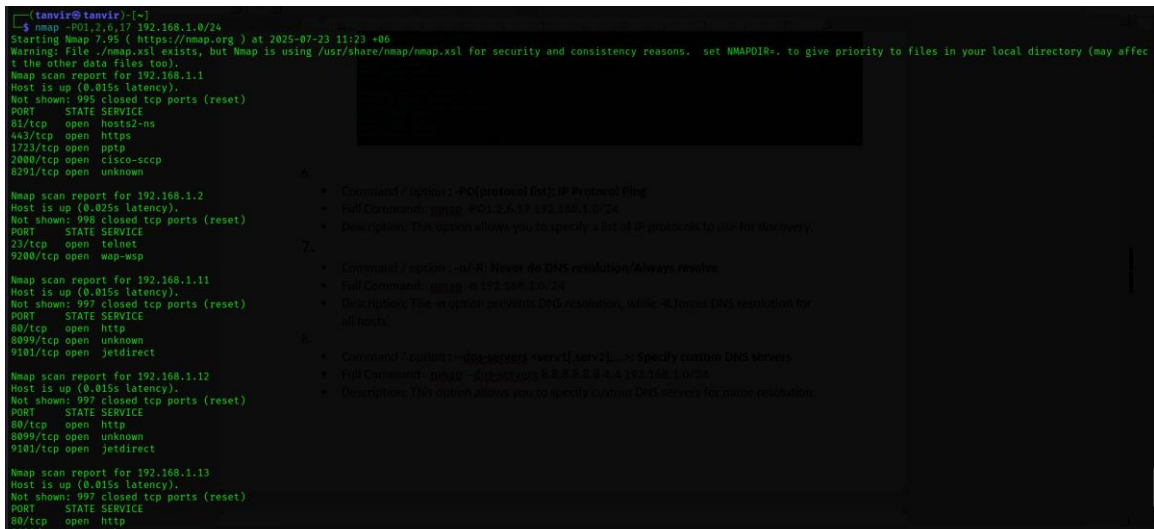 (tanvir㉿tanvir)-[~]
$ nmap -PO1,2,6,17 192.168.1.0/24
Starting Nmap 7.95 ( https://nmap.org ) at 2025-07-23 11:23 +06
Warning: File ./nmap.xsl exists, but Nmap is using /usr/share/nmap/nmap.xsl for security and consistency reasons.  set NMAPDIR=. to give priority to files in your local directory (may affec
t the other data files too).
Nmap scan report for 192.168.1.1
Host is up (0.015s latency).
Not shown: 995 closed tcp ports (reset)
PORT     STATE SERVICE
81/tcp   open  hosts2-ns
443/tcp  open  https
1723/tcp open  pptp
2000/tcp open  cisco-sccp
8291/tcp open  unknown
Nmap scan report for 192.168.1.2
Host is up (0.025s latency).
Not shown: 998 closed tcp ports (reset)
PORT     STATE SERVICE
23/tcp   open  telnet
9200/tcp open  wap-wsp
Nmap scan report for 192.168.1.11
Host is up (0.015s latency).
Not shown: 997 closed tcp ports (reset)
PORT     STATE SERVICE
80/tcp   open  http
8099/tcp open  unknown
9101/tcp open  jetdirect
Nmap scan report for 192.168.1.12
Host is up (0.015s latency).
Not shown: 997 closed tcp ports (reset)
PORT     STATE SERVICE
80/tcp   open  http
8099/tcp open  unknown
9101/tcp open  jetdirect
Nmap scan report for 192.168.1.13
Host is up (0.015s latency).
Not shown: 997 closed tcp ports (reset)
PORT     STATE SERVICE
80/tcp   open  http
6.
Command / option : -PO[protocol list]: IP Protocol Ping
Full Command: nmap -PO1,2,6,17 192.168.1.0/24
Description: This option allows you to specify a list of IP protocols to use for discovery.
7.
Command / option : -n/-R: Never do DNS resolution/Always resolve
Full Command: nmap -n 192.168.1.0/24
Description: The -n option prevents DNS resolution, while -R forces DNS resolution for
all hosts.
8.
Command / option : --dns-servers <serv1[,serv2],...>: Specify custom DNS servers
Full Command: nmap --dns-servers 8.8.8.8,8.8.4.4 192.168.1.0/24
Description: This option allows you to specify custom DNS servers for name resolution.